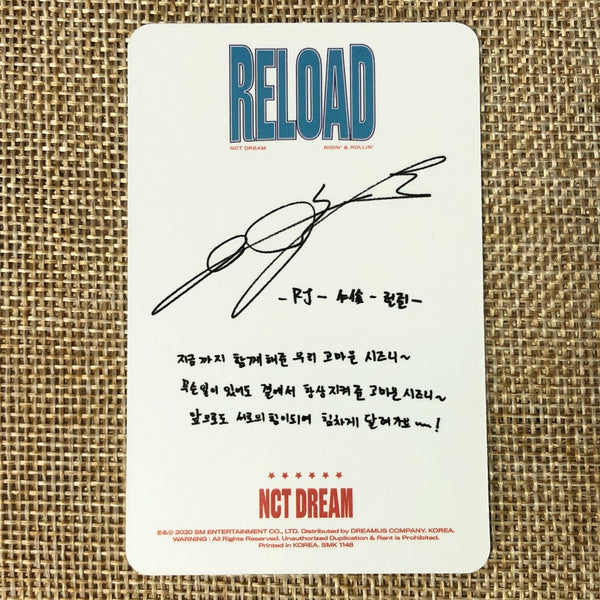 RELOAD
NCT DREAM RIDIN' & ROLLIN'
-RJ- -런쥔-
지금까지 함께해준 우리 고마운 시즈니~
무슨일이 있어도 곁에서 항상지켜준 고마운 시즈니~
앞으로도 서로의힘이되며 힘차게 달려가보~!
★★★★★★
NCT DREAM
℗&© 2020 SM ENTERTAINMENT CO., LTD. Distributed by DREAMUS COMPANY. KOREA.
WARNING : All Rights Reserved. Unauthorized Duplication & Rent is Prohibited.
Printed in KOREA. SMK 1148